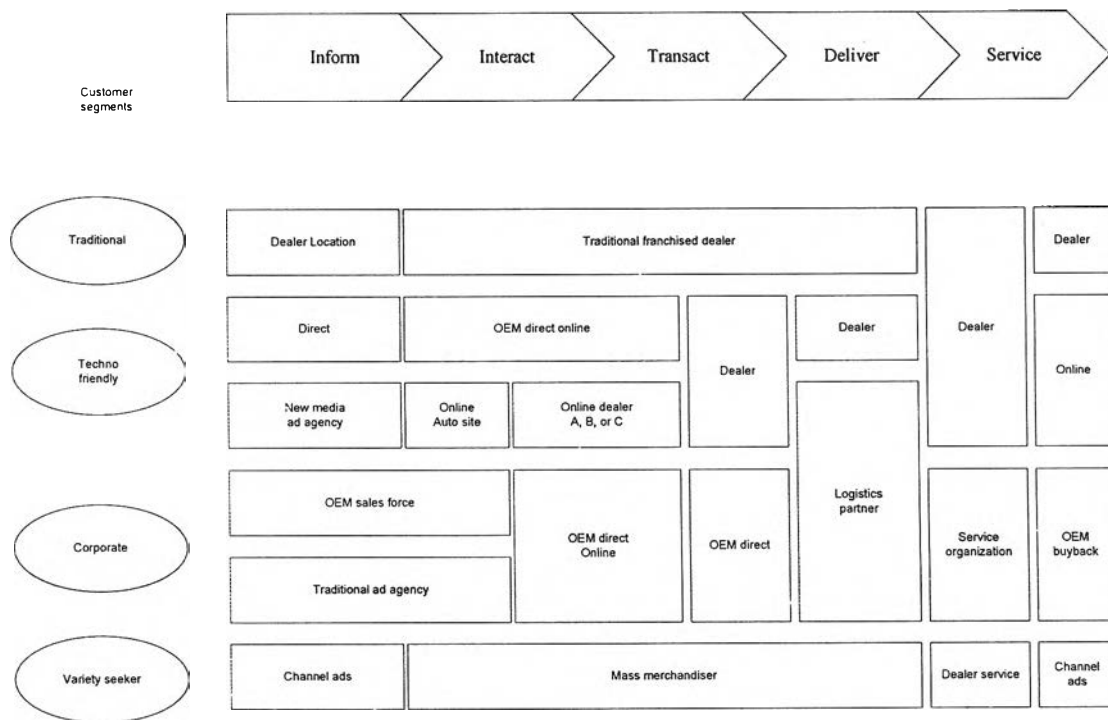 Inform
Interact
Transact
Deliver
Service
Customer
segments
Traditional
Dealer Location
Traditional franchised dealer
Dealer
Dealer
Techno
friendly
Direct
OEM direct online
Dealer
Dealer
Online
New media
ad agency
Online
Auto site
Online dealer
A, B, or C
Corporate
OEM sales force
Traditional ad agency
OEM direct
Online
OEM direct
Logistics
partner
Service
organization
OEM
buyback
Variety seeker
Channel ads
Mass merchandiser
Dealer service
Channel
ads